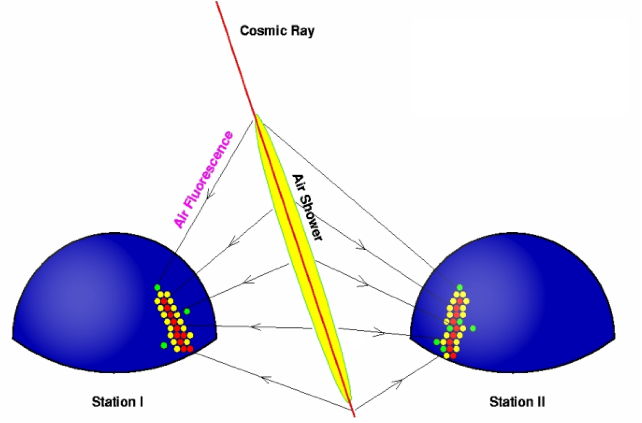 Cosmic Ray
Air Fluorescence
Air Shower
Station I
Station II